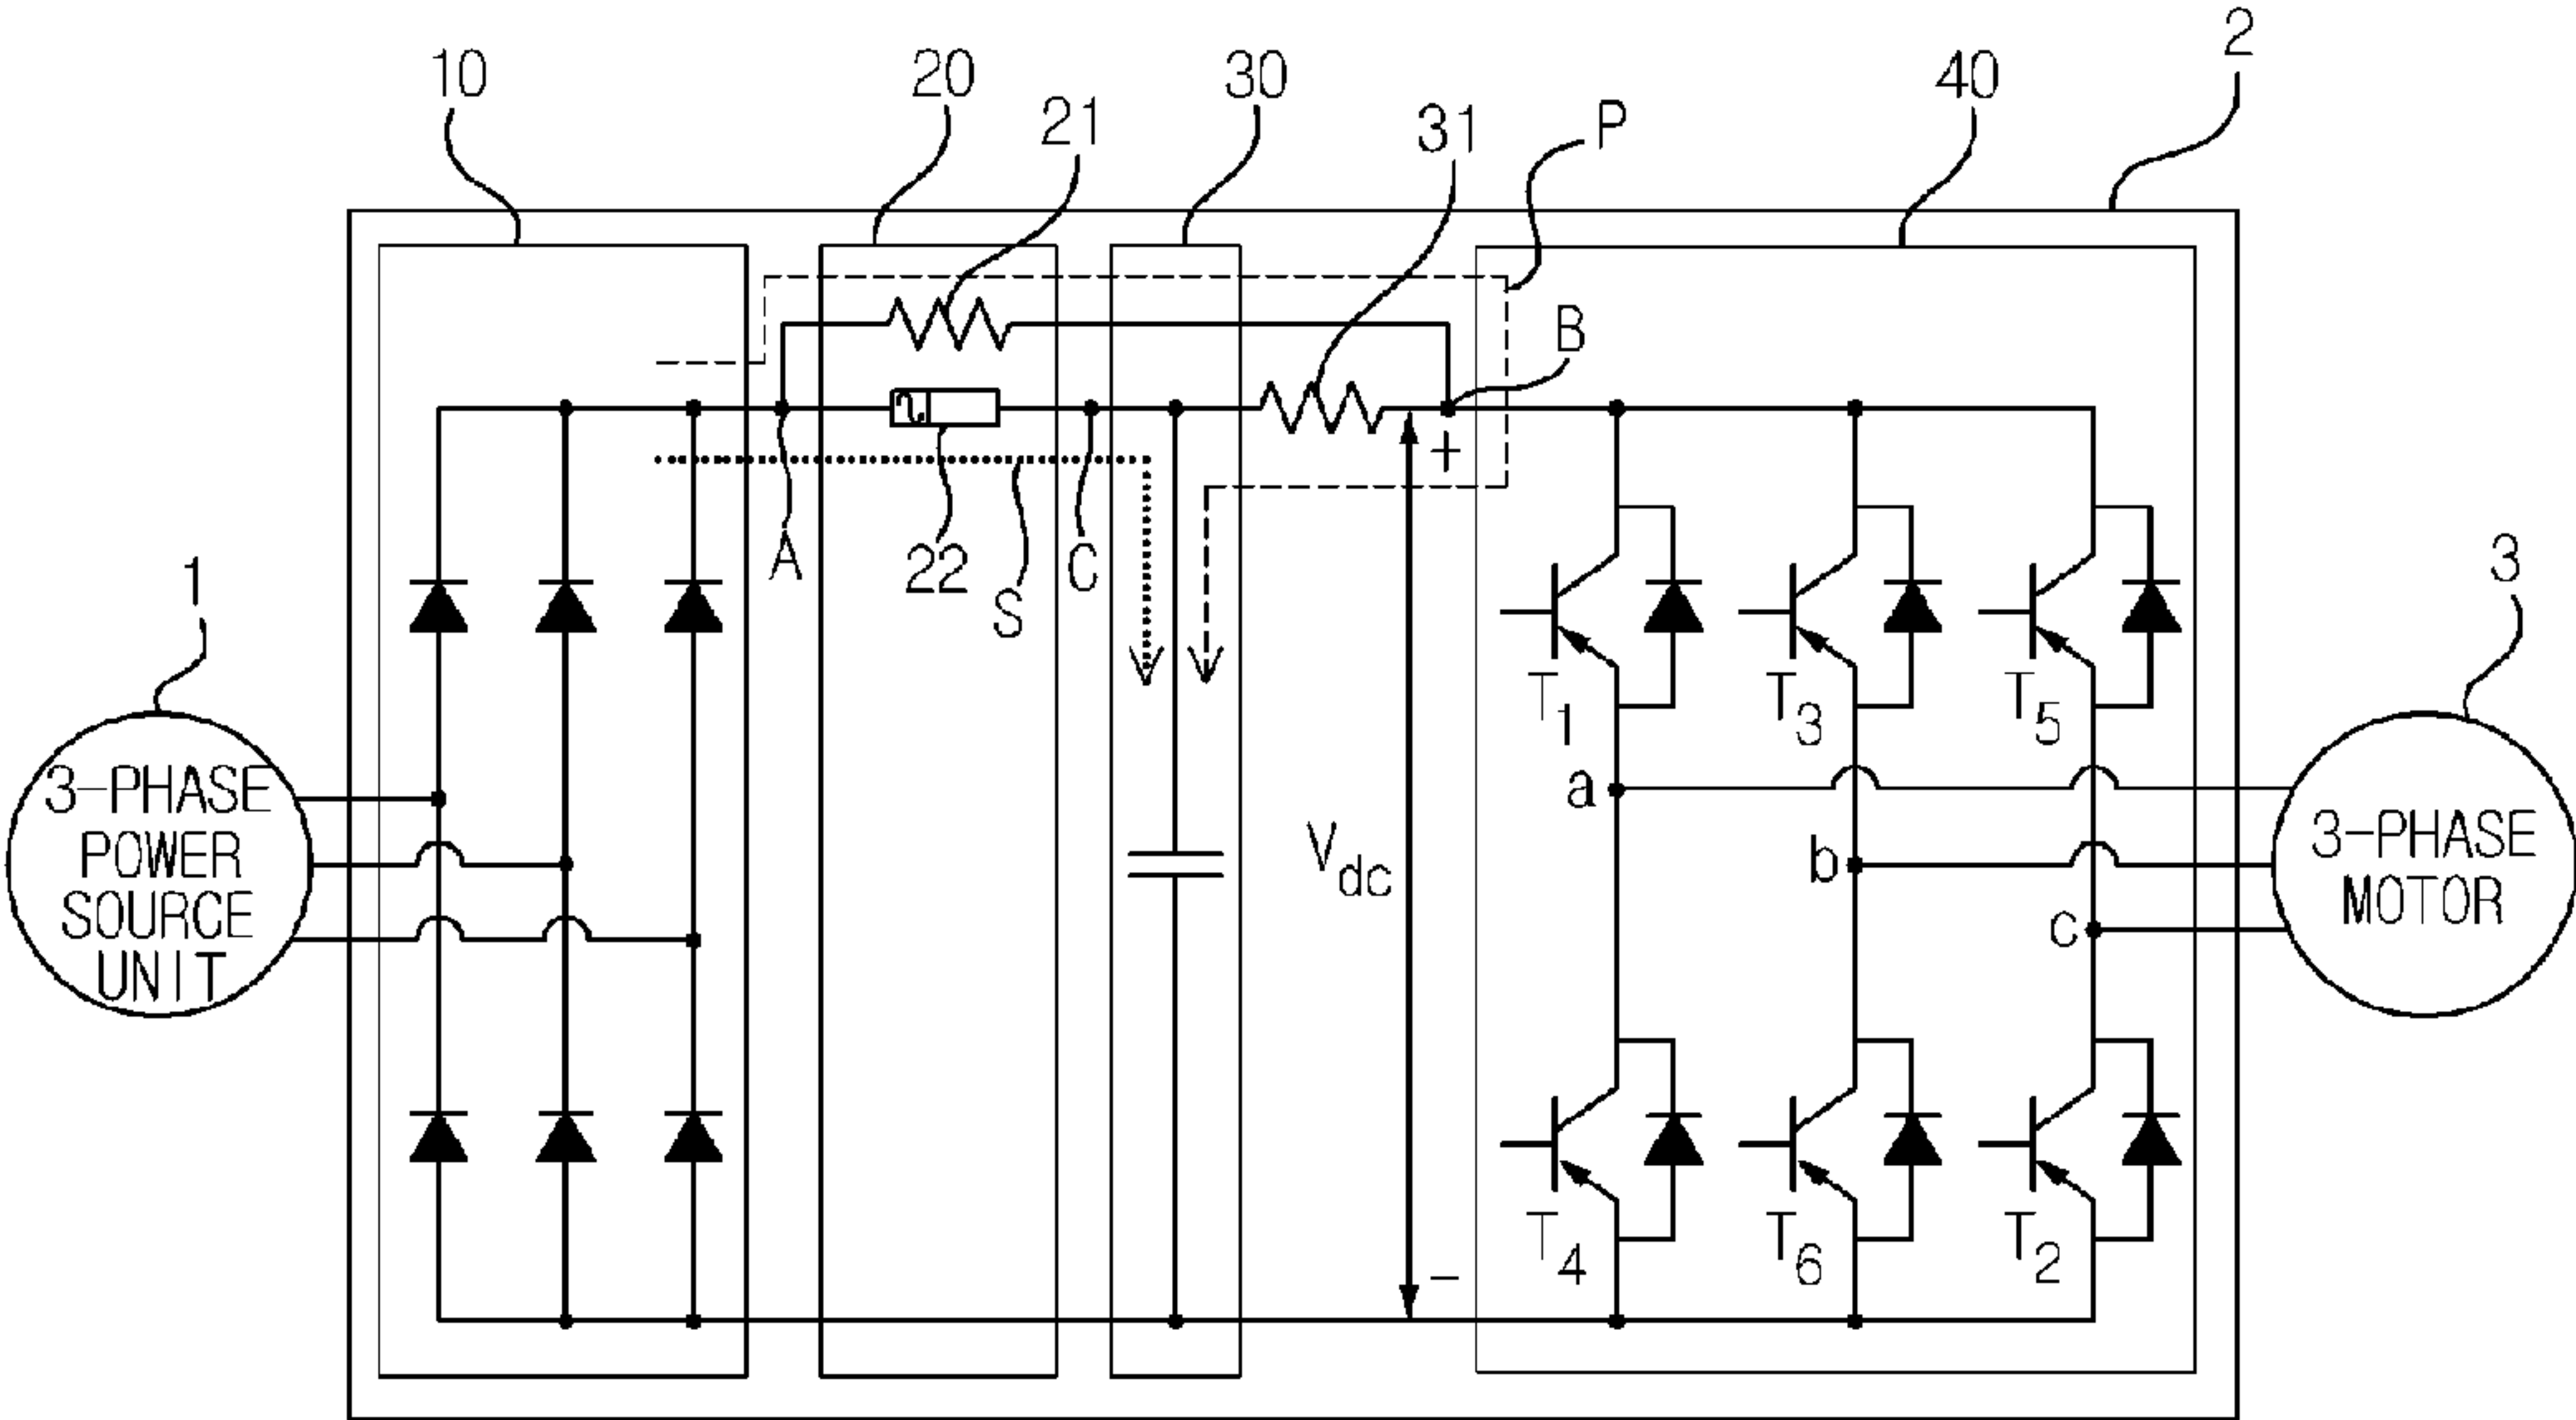 2
10
20
30
40
21
31
P
B
A
22
S
C
1
3
+
T1
T3
T5
3-PHASE
POWER
SOURCE
UNIT
a
b
c
Vdc
3-PHASE
MOTOR
T4
T6
T2
-